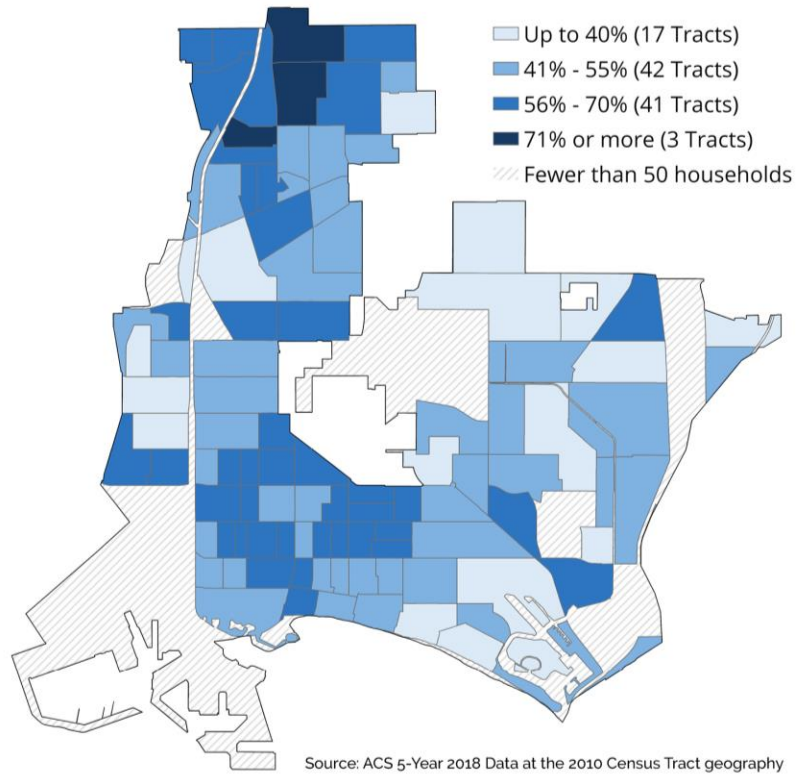 Up to 40% (17 Tracts)
41% - 55% (42 Tracts)
56% - 70% (41 Tracts)
71% or more (3 Tracts)
Fewer than 50 households
Source: ACS 5-Year 2018 Data at the 2010 Census Tract geography